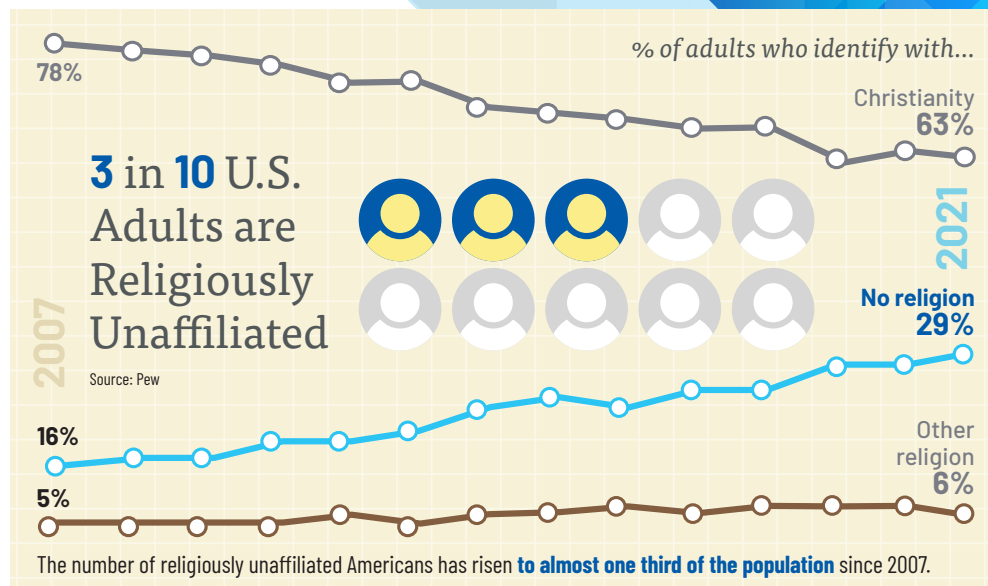 % of adults who identify with...
78%
Christianity
63%
3 in 10 U.S.
Adults are
Religiously
Unaffiliated
Source: Pew
2007
2021
No religion
29%
16%
Other
religion
6%
5%
The number of religiously unaffiliated Americans has risen to almost one third of the population since 2007.